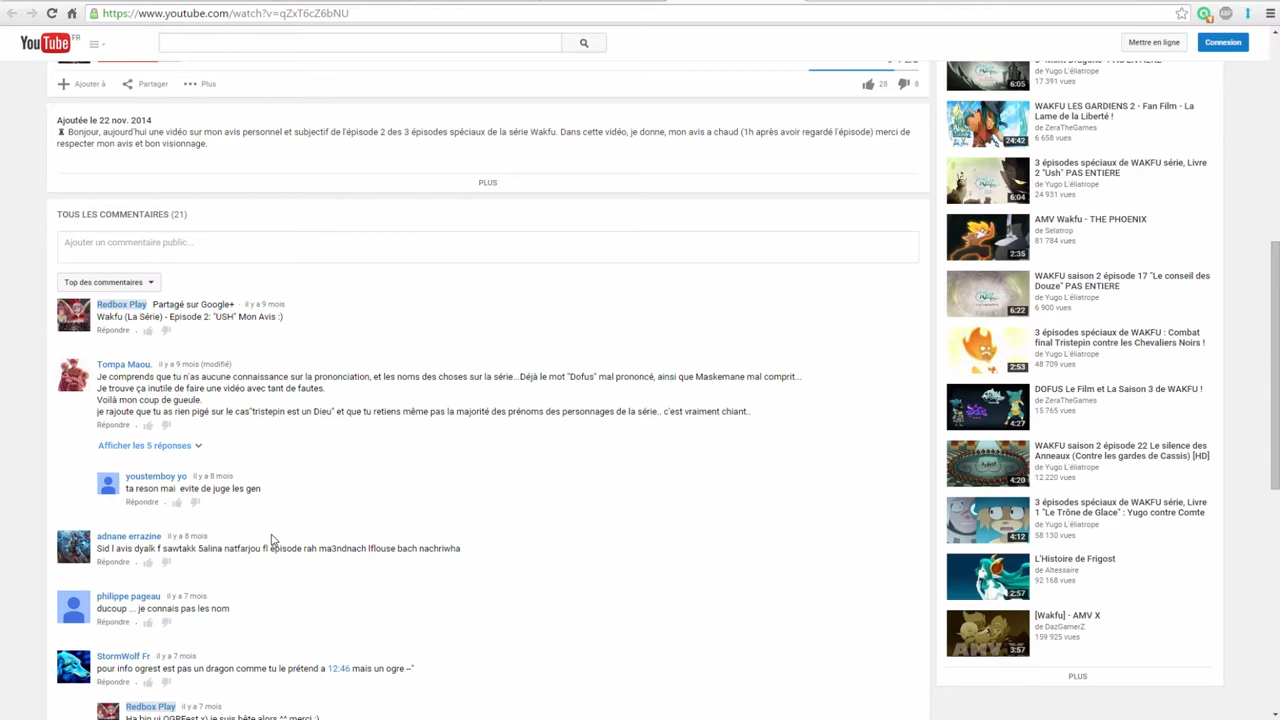 https://www.youtube.com/watch?v=qZxT6cZ6bNU
YouTube FR
Mettre en ligne
Connexion
Ajouter à
Partager
Plus
28
8
Ajoutée le 22 nov. 2014
Bonjour, aujourd'hui une vidéo sur mon avis personnel et subjectif de l'épisode 2 des 3 épisodes spéciaux de la série Wakfu. Dans cette vidéo, je donne, mon avis a chaud (1h après avoir regardé l'épisode) merci de
respecter mon avis et bon visionnage.
PLUS
TOUS LES COMMENTAIRES (21)
Ajouter un commentaire public...
Top des commentaires
Redbox Play Partagé sur Google+ · il y a 9 mois
Wakfu (La Série) - Episode 2: "USH" Mon Avis :)
Répondre ·
Tompa Maou. il y a 9 mois (modifié)
Je comprends que tu n'as aucune connaissance sur la prononciation, et les noms des choses sur la série...Déjà le mot "Dofus" mal prononcé, ainsi que Maskemane mal comprit...
Je trouve ça inutile de faire une vidéo avec tant de fautes.
Voilà mon coup de gueule.
je rajoute que tu as rien pigé sur le cas"tristepin est un Dieu" et que tu retiens même pas la majorité des prénoms des personnages de la série.. c'est vraiment chiant..
Répondre ·
Afficher les 5 réponses
youstemboy yo il y a 8 mois
ta reson mai evite de juge les gen
Répondre ·
adnane errazine il y a 8 mois
Sid l avis dyalk f sawtakk 5alina natfarjou fl episode rah ma3ndnach lflouse bach nachriwha
Répondre ·
philippe pageau il y a 7 mois
ducoup ... je connais pas les nom
Répondre ·
StormWolf Fr il y a 7 mois
pour info ogrest est pas un dragon comme tu le prétend a 12:46 mais un ogre --"
Répondre ·
Redbox Play il y a 7 mois
Ha bin ui OGREest x) je suis bête alors ^^ merci :)
de Yugo L'éliatrope
17 391 vues
6:05
WAKFU LES GARDIENS 2 - Fan Film - La
Lame de la Liberté !
de ZeraTheGames
6 658 vues
24:42
3 épisodes spéciaux de WAKFU série, Livre
2 "Ush" PAS ENTIERE
de Yugo L'éliatrope
24 931 vues
6:04
AMV Wakfu - THE PHOENIX
de Selatrop
81 784 vues
2:35
WAKFU saison 2 épisode 17 "Le conseil des
Douze" PAS ENTIERE
de Yugo L'éliatrope
6 900 vues
6:22
3 épisodes spéciaux de WAKFU : Combat
final Tristepin contre les Chevaliers Noirs !
de Yugo L'éliatrope
48 709 vues
2:53
DOFUS Le Film et La Saison 3 de WAKFU !
de ZeraTheGames
15 765 vues
4:27
WAKFU saison 2 épisode 22 Le silence des
Anneaux (Contre les gardes de Cassis) [HD]
de Yugo L'éliatrope
12 220 vues
4:20
3 épisodes spéciaux de WAKFU série, Livre
1 "Le Trône de Glace" : Yugo contre Comte
de Yugo L'éliatrope
58 130 vues
4:12
L'Histoire de Frigost
de Altessaire
92 168 vues
2:57
[Wakfu] - AMV X
de DazGamerZ
159 925 vues
3:57
PLUS